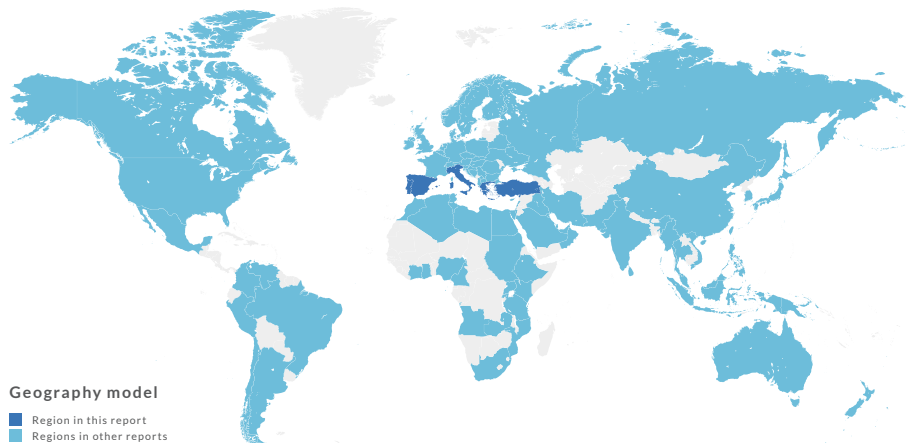 Geography model
Region in this report
Regions in other reports